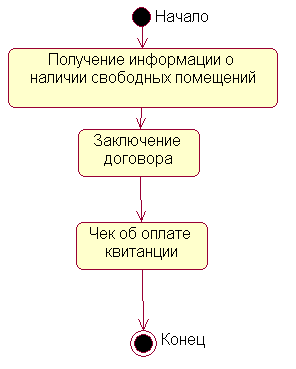 Начало
Получение информации о
наличии свободных помещений
Заключение
договора
Чек об оплате
квитанции
Конец